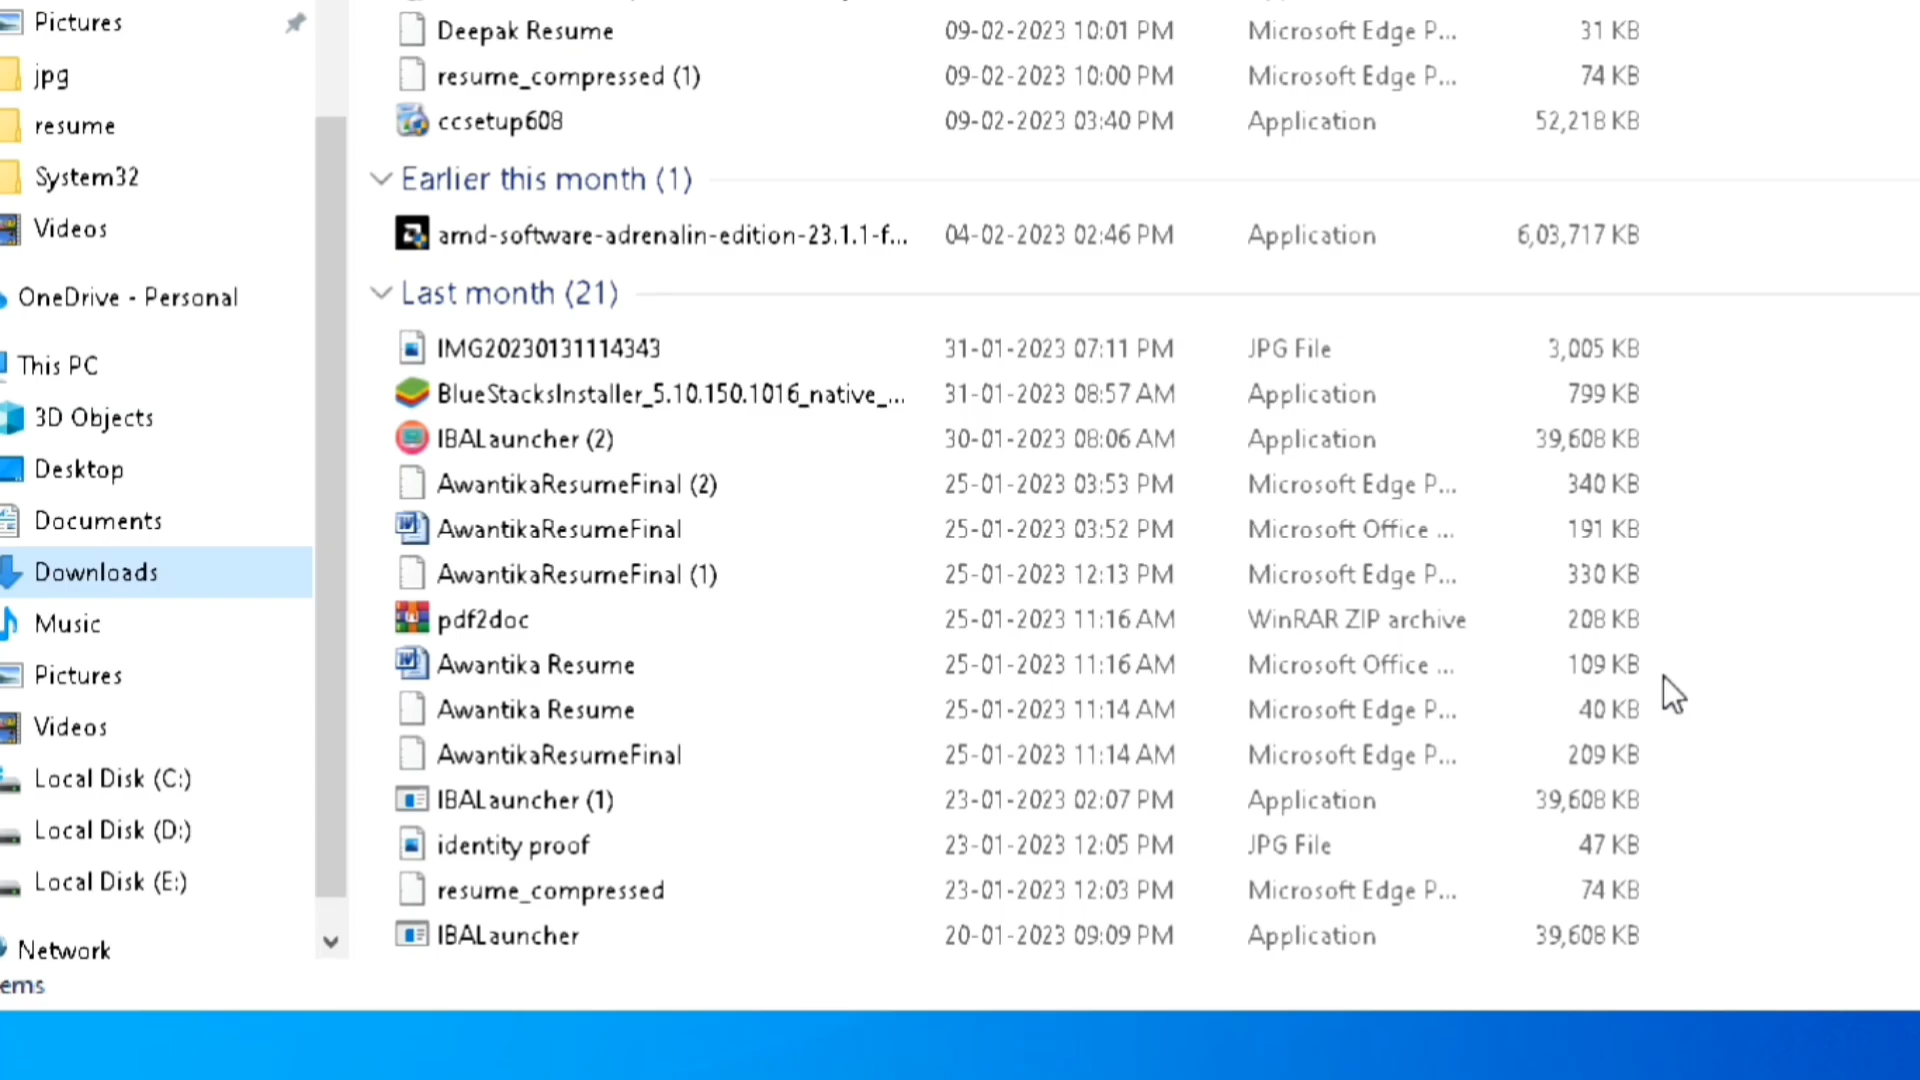 Pictures
jpg
resume
System32
Videos
OneDrive - Personal
This PC
3D Objects
Desktop
Documents
Downloads
Music
Pictures
Videos
Local Disk (C:)
Local Disk (D:)
Local Disk (E:)
Network
ems
Deepak Resume 09-02-2023 10:01 PM Microsoft Edge P... 31 KB
resume_compressed (1) 09-02-2023 10:00 PM Microsoft Edge P... 74 KB
ccsetup608 09-02-2023 03:40 PM Application 52,218 KB
Earlier this month (1)
amd-software-adrenalin-edition-23.1.1-f... 04-02-2023 02:46 PM Application 6,03,717 KB
Last month (21)
IMG20230131114343 31-01-2023 07:11 PM JPG File 3,005 KB
BlueStacksInstaller_5.10.150.1016_native_... 31-01-2023 08:57 AM Application 799 KB
IBALauncher (2) 30-01-2023 08:06 AM Application 39,608 KB
AwantikaResumeFinal (2) 25-01-2023 03:53 PM Microsoft Edge P... 340 KB
AwantikaResumeFinal 25-01-2023 03:52 PM Microsoft Office ... 191 KB
AwantikaResumeFinal (1) 25-01-2023 12:13 PM Microsoft Edge P... 330 KB
pdf2doc 25-01-2023 11:16 AM WinRAR ZIP archive 208 KB
Awantika Resume 25-01-2023 11:16 AM Microsoft Office ... 109 KB
Awantika Resume 25-01-2023 11:14 AM Microsoft Edge P... 40 KB
AwantikaResumeFinal 25-01-2023 11:14 AM Microsoft Edge P... 209 KB
IBALauncher (1) 23-01-2023 02:07 PM Application 39,608 KB
identity proof 23-01-2023 12:05 PM JPG File 47 KB
resume_compressed 23-01-2023 12:03 PM Microsoft Edge P... 74 KB
IBALauncher 20-01-2023 09:09 PM Application 39,608 KB